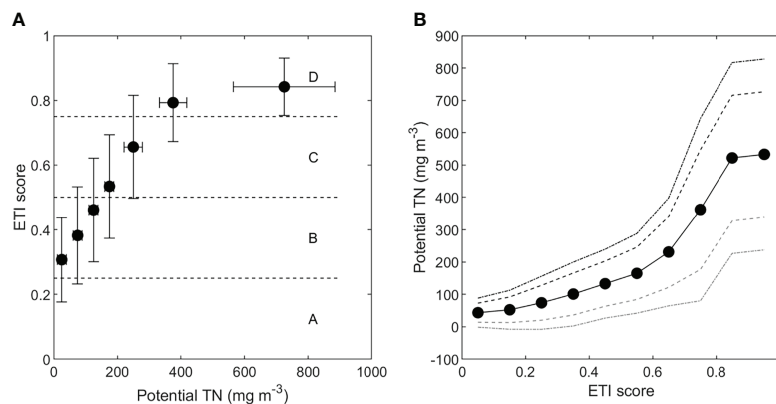 A
ETI score
1
0.8
0.6
0.4
0.2
0
D
C
B
A
0 200 400 600 800 1000
Potential TN (mg m⁻³)
B
Potential TN (mg m⁻³)
900
800
700
600
500
400
300
200
100
0
-100
0 0.2 0.4 0.6 0.8
ETI score